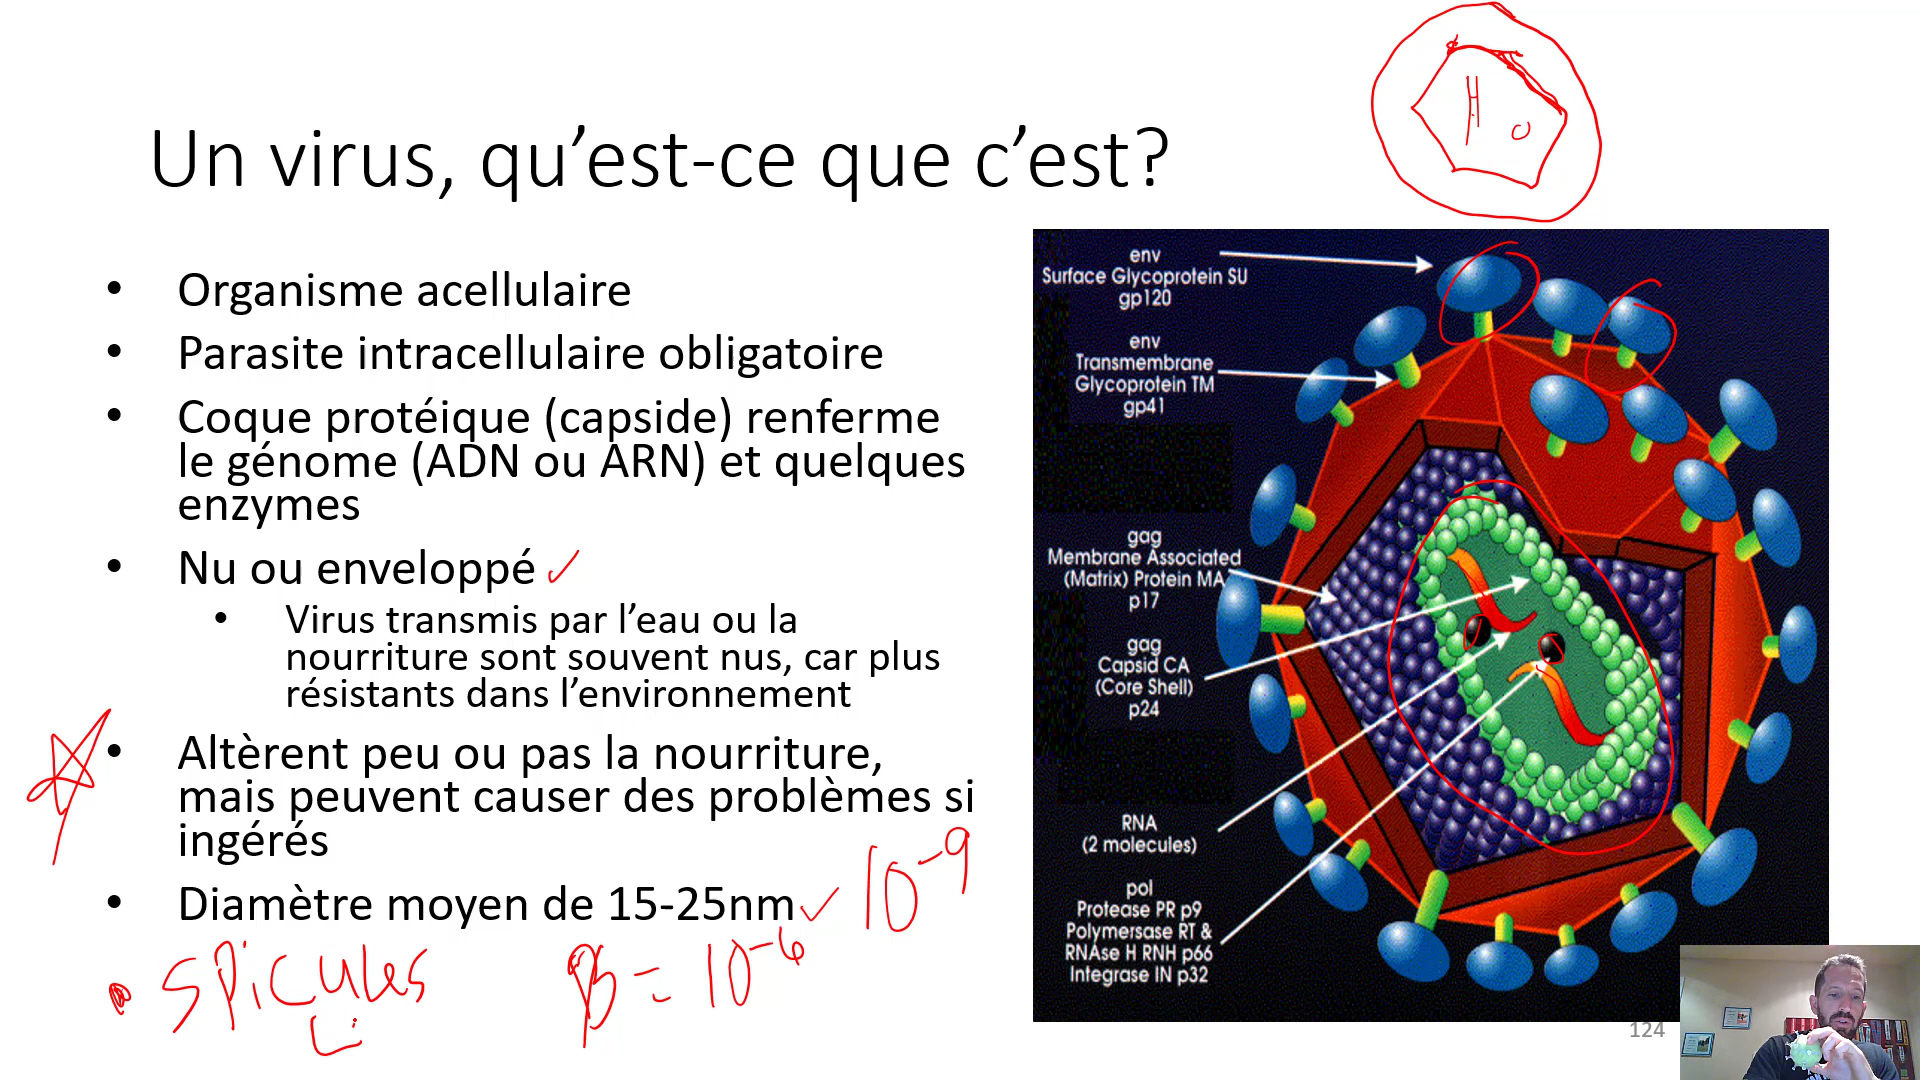 Un virus, qu’est-ce que c’est?
H
• Organisme acellulaire
• Parasite intracellulaire obligatoire
• Coque protéique (capside) renferme
le génome (ADN ou ARN) et quelques
enzymes
• Nu ou enveloppé ✓
• Virus transmis par l’eau ou la
nourriture sont souvent nus, car plus
résistants dans l’environnement
• Altèrent peu ou pas la nourriture,
mais peuvent causer des problèmes si
ingérés
• Diamètre moyen de 15-25nm ✓ 10⁻⁹
• SPicules B = 10⁻⁶
env
Surface Glycoprotein SU
gp120
env
Transmembrane
Glycoprotein TM
gp41
gag
Membrane Associated
(Matrix) Protein MA
p17
gag
Capsid CA
(Core Shell)
p24
RNA
(2 molecules)
pol
Protease PR p9
Polymersase RT &
RNAse H RNH p66
Integrase IN p32
124